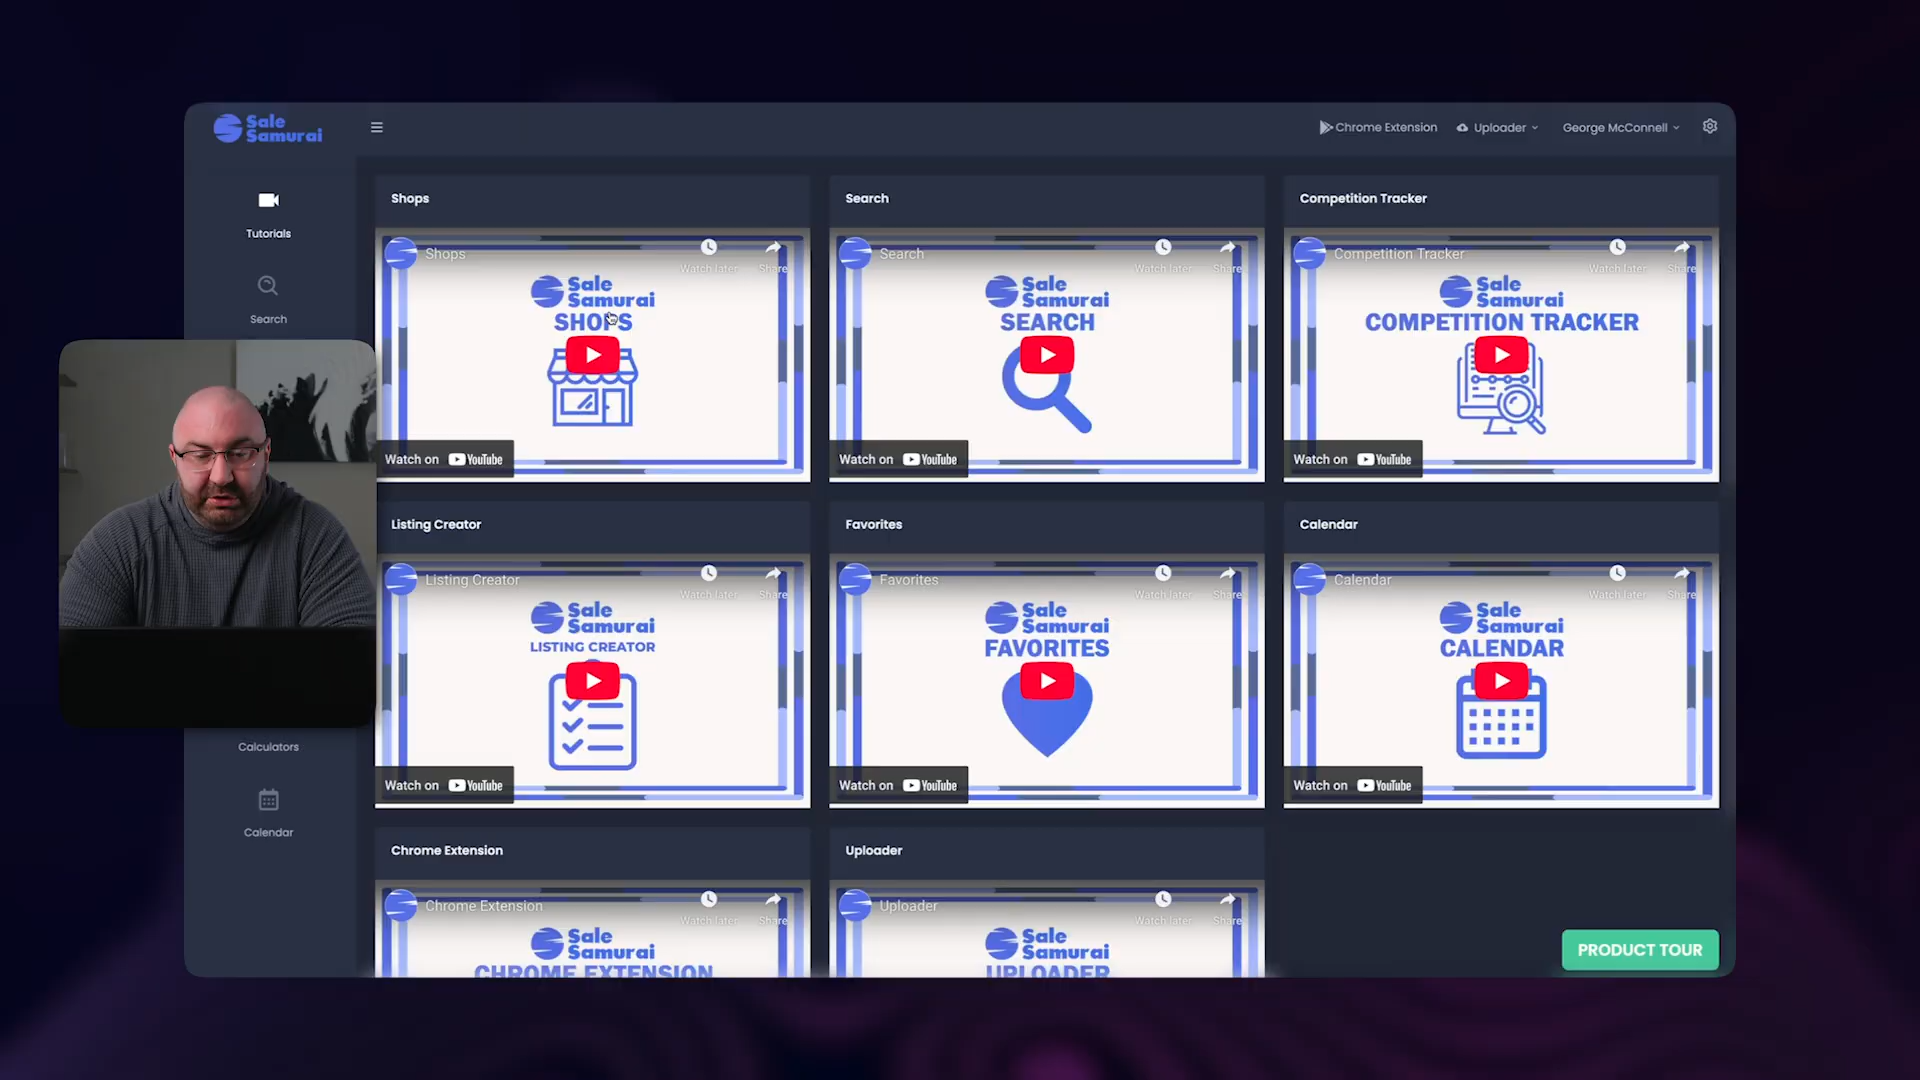 Sale
Samurai
Chrome Extension
Uploader
George McConnell
Tutorials
Search
Calculators
Calendar
Shops
Shops
Watch later
Share
Sale
Samurai
SHOPS
Watch on YouTube
Search
Search
Watch later
Share
Sale
Samurai
SEARCH
Watch on YouTube
Competition Tracker
Competition Tracker
Watch later
Share
Sale
Samurai
COMPETITION TRACKER
Watch on YouTube
Listing Creator
Listing Creator
Watch later
Share
Sale
Samurai
LISTING CREATOR
Watch on YouTube
Favorites
Favorites
Watch later
Share
Sale
Samurai
FAVORITES
Watch on YouTube
Calendar
Calendar
Watch later
Share
Sale
Samurai
CALENDAR
Watch on YouTube
Chrome Extension
Chrome Extension
Watch later
Share
Sale
Samurai
CHROME EXTENSION
Uploader
Uploader
Watch later
Share
Sale
Samurai
UPLOADER
PRODUCT TOUR